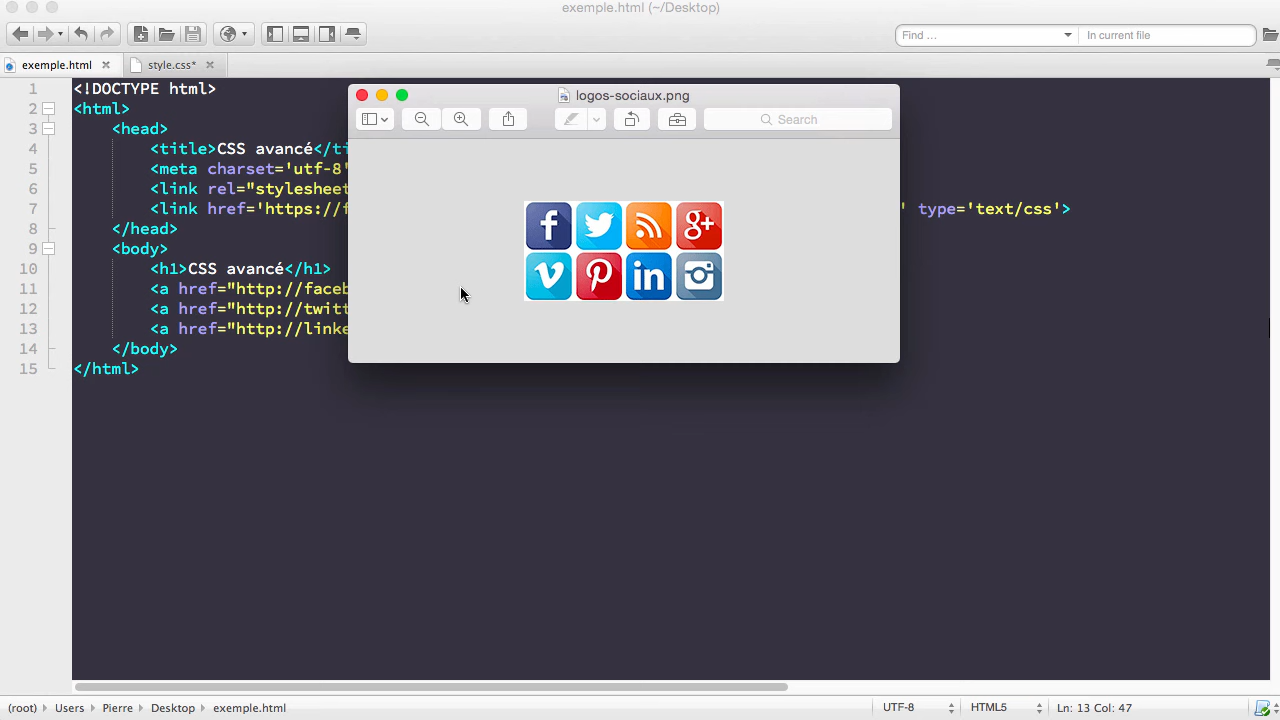 exemple.html (~/Desktop)
Find ...
In current file
exemple.html
style.css*
logos-sociaux.png
Search
1 <!DOCTYPE html>
2 <html>
3 <head>
4 <title>CSS avancé</ti
5 <meta charset='utf-8'
6 <link rel="stylesheet
7 <link href='https://f ' type='text/css'>
8 </head>
9 <body>
10 <h1>CSS avancé</h1>
11 <a href="http://faceb
12 <a href="http://twitt
13 <a href="http://linke
14 </body>
15 </html>
f
g+
v
p
in
(root) Users Pierre Desktop exemple.html UTF-8 HTML5 Ln: 13 Col: 47